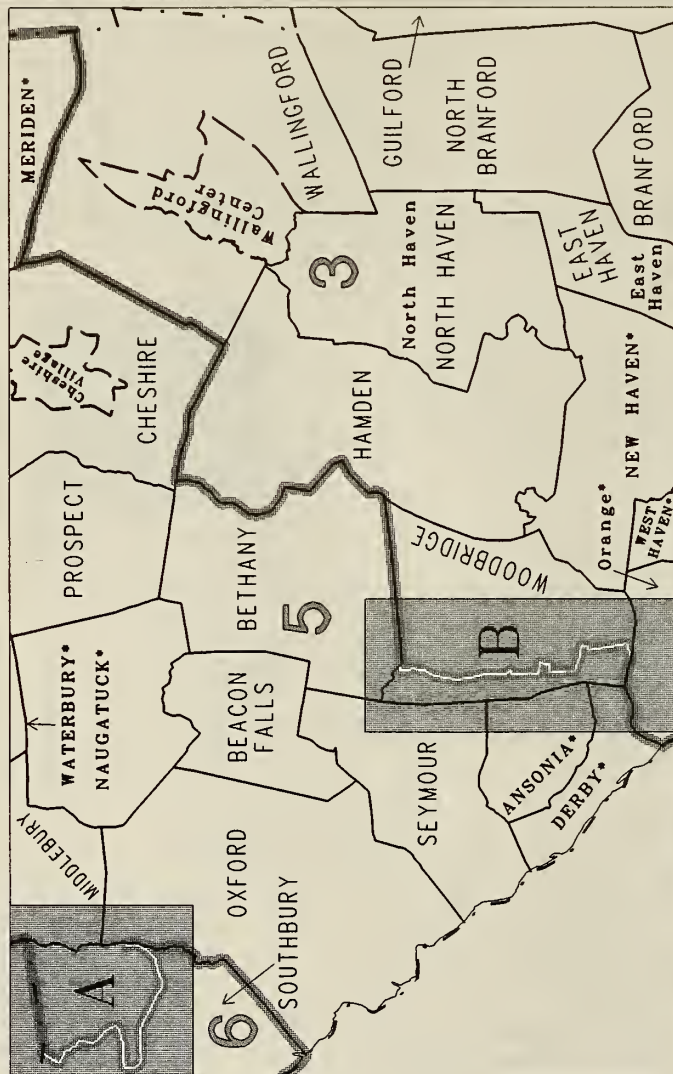 MERIDEN*
Cheshire
Village
CHESHIRE
Wallingford
Center
WALLINGFORD
GUILFORD
NORTH
BRANFORD
BRANFORD
PROSPECT
3
North Haven
NORTH HAVEN
EAST
HAVEN
East
Haven
HAMDEN
NEW HAVEN*
WATERBURY*
NAUGATUCK*
BETHANY
5
WOODBRIDGE
Orange*
WEST
HAVEN*
MIDDLEBURY
BEACON
FALLS
B
SEYMOUR
ANSONIA*
DERBY*
A
OXFORD
SOUTHBURY
6